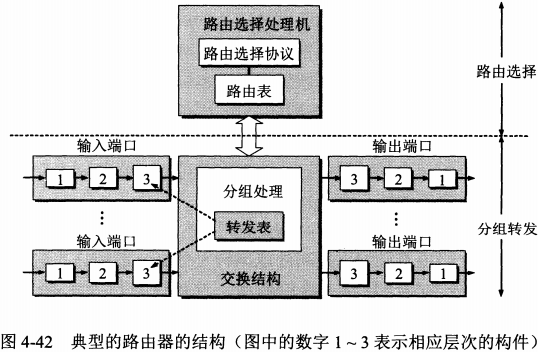 路由选择处理机
路由选择协议
路由表
路由选择
输入端口
1 2 3
输入端口
1 2 3
分组处理
转发表
交换结构
输出端口
3 2 1
输出端口
3 2 1
分组转发
图 4-42 典型的路由器的结构（图中的数字 1 ~ 3 表示相应层次的构件）